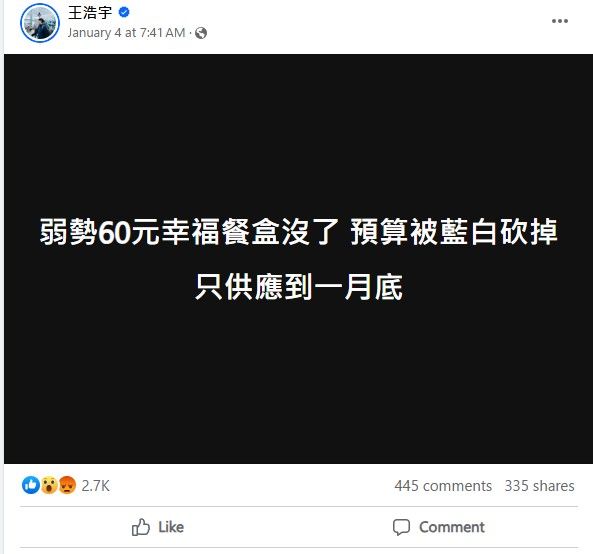 王浩宇
January 4 at 7:41 AM ·
弱勢60元幸福餐盒沒了 預算被藍白砍掉
只供應到一月底
2.7K 445 comments 335 shares
Like Comment